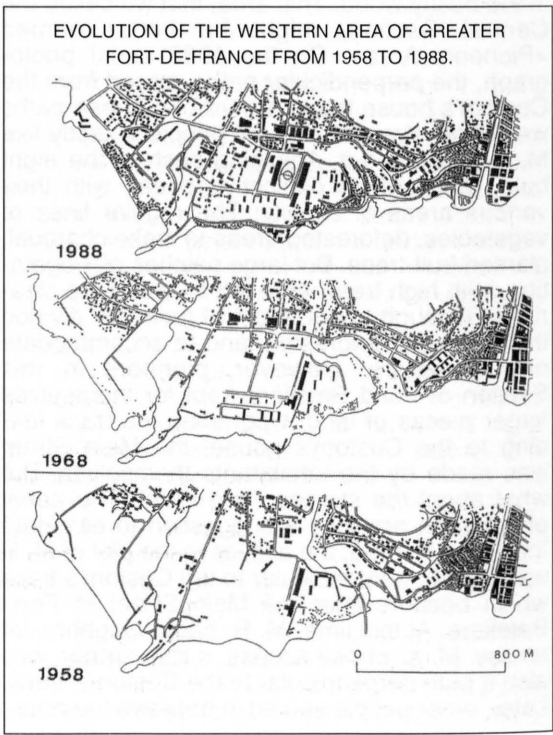 EVOLUTION OF THE WESTERN AREA OF GREATER
FORT-DE-FRANCE FROM 1958 TO 1988.
1988
1968
1958
0 800 M